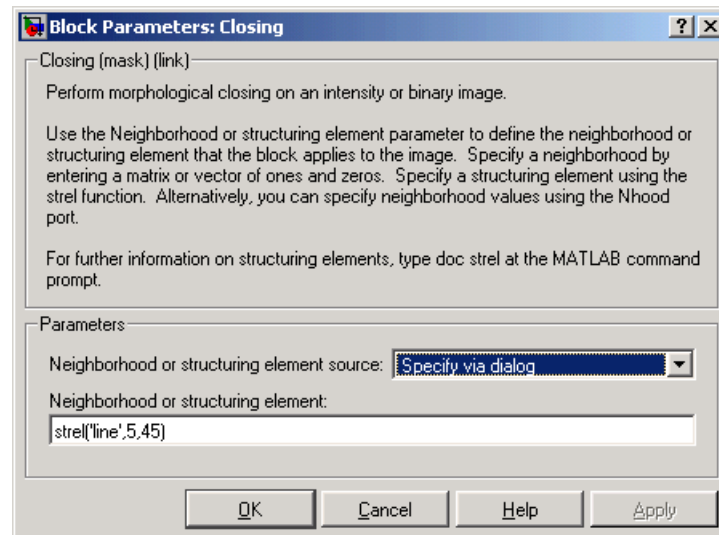 Block Parameters: Closing
Closing (mask) (link)
Perform morphological closing on an intensity or binary image.
Use the Neighborhood or structuring element parameter to define the neighborhood or
structuring element that the block applies to the image.  Specify a neighborhood by
entering a matrix or vector of ones and zeros.  Specify a structuring element using the
strel function.  Alternatively, you can specify neighborhood values using the Nhood
port.
For further information on structuring elements, type doc strel at the MATLAB command
prompt.
Parameters
Neighborhood or structuring element source: Specify via dialog
Neighborhood or structuring element:
strel('line',5,45)
OK Cancel Help Apply